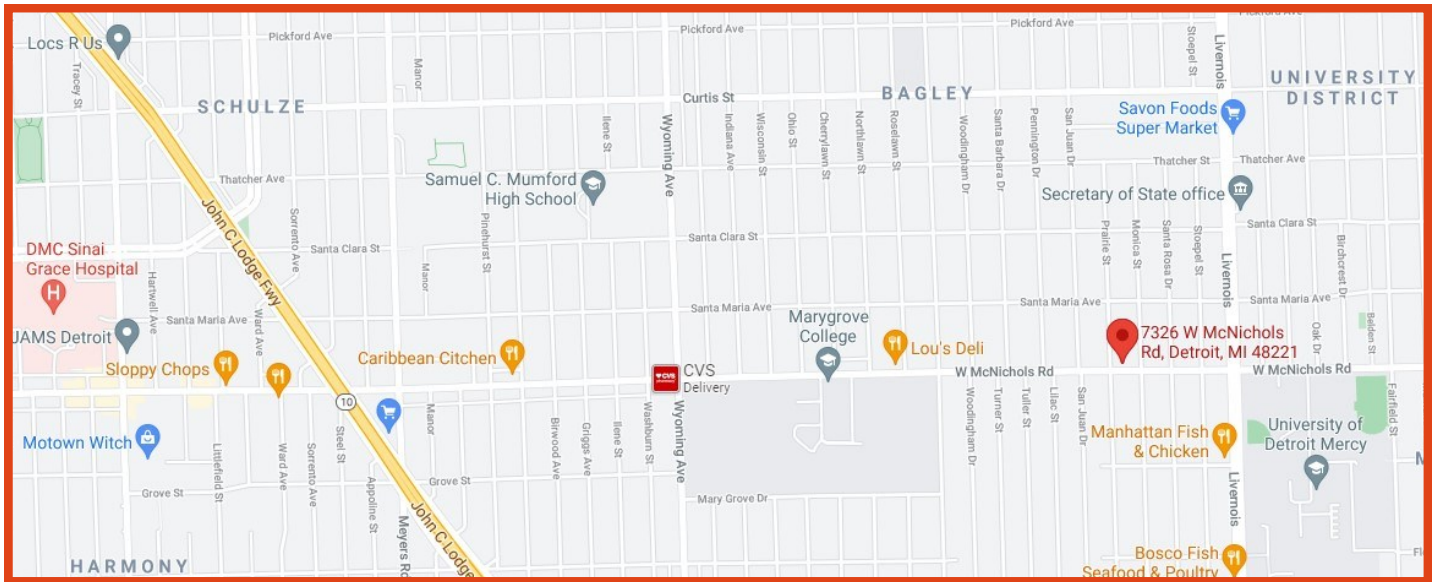 Pickford Ave
Pickford Ave
Pickford Ave
Locs R Us
Tracey St
Manor
Stoepel St
Livernois
UNIVERSITY
DISTRICT
SCHULZE
Curtis St
BAGLEY
Savon Foods
Super Market
Ilene St
Wyoming Ave
Indiana Ave
Wisconsin St
Ohio St
Cherrylawn St
Northlawn St
Roselawn St
Woodingham Dr
Santa Barbara Dr
Pennington Dr
San Juan Dr
Thatcher Ave
Thatcher St
Thatcher Ave
Samuel C. Mumford
High School
Secretary of State office
John C Lodge Fwy
Sorrento Ave
Pinehurst St
Santa Clara St
Santa Clara St
Santa Clara St
Prairie St
Monica St
Santa Rosa Dr
Stoepel St
Livernois
Birchcrest Dr
DMC Sinai
Grace Hospital
H
Hartwell Ave
Manor
Santa Maria Ave
Santa Maria Ave
Santa Maria Ave
Santa Maria Ave
Ward Ave
Marygrove
College
7326 W McNichols
Rd, Detroit, MI 48221
Oak Dr
Belden St
JAMS Detroit
Sloppy Chops
Caribbean Citchen
Lou's Deli
CVS
pharmacy
CVS
Delivery
W McNichols Rd
W McNichols Rd
10
Motown Witch
Littlefield St
Ward Ave
Sorrento Ave
Steel St
Appoline St
Manor
Birwood Ave
Griggs Ave
Ilene St
Washburn St
Wyoming Ave
Woodingham Dr
Turner St
Tuller St
Lilac St
San Juan Dr
Manhattan Fish
& Chicken
University of
Detroit Mercy
Fairfield St
Grove St
Grove St
Mary Grove Dr
Livernois
Meyers Rd
John C Lodge
HARMONY
Bosco Fish
Seafood & Poultry